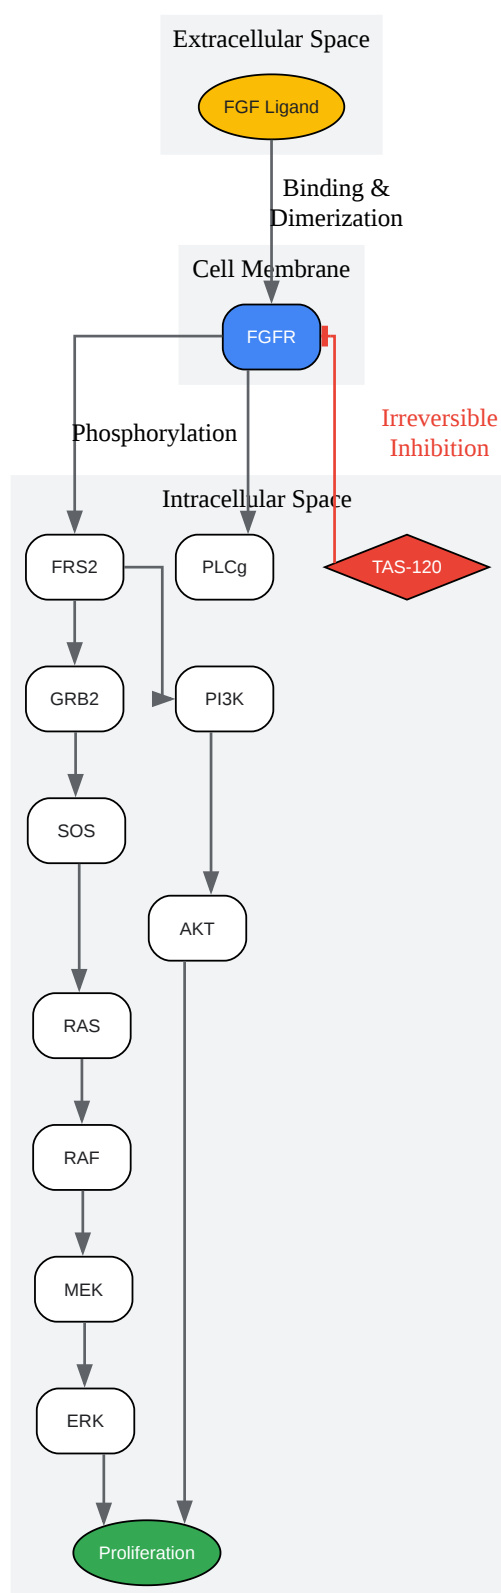 Extracellular Space
FGF Ligand
Binding &
Dimerization
Cell Membrane
FGFR
Phosphorylation
Irreversible
Inhibition
Intracellular Space
FRS2
PLCg
TAS-120
GRB2
PI3K
SOS
AKT
RAS
RAF
MEK
ERK
Proliferation